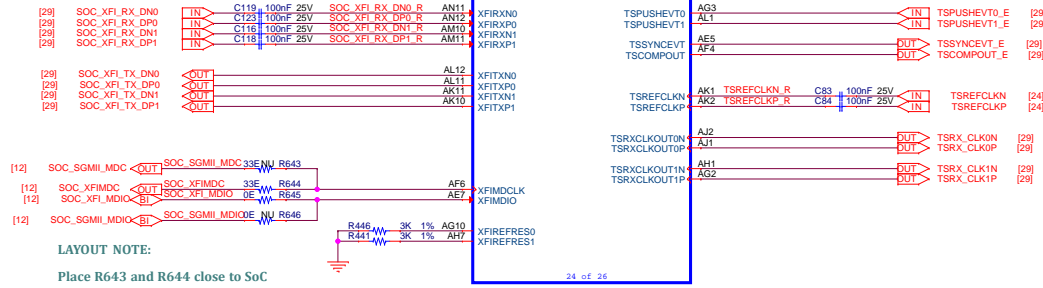 [29] SOC_XFI_RX_DN0 IN C119 100nF 25V SOC_XFI_RX_DN0_R AN11 XFIRXN0
[29] SOC_XFI_RX_DP0 IN C123 100nF 25V SOC_XFI_RX_DP0_R AN12 XFIRXP0
[29] SOC_XFI_RX_DN1 IN C116 100nF 25V SOC_XFI_RX_DN1_R AM10 XFIRXN1
[29] SOC_XFI_RX_DP1 IN C118 100nF 25V SOC_XFI_RX_DP1_R AM11 XFIRXP1
[29] SOC_XFI_TX_DN0 OUT AL12 XFITXN0
[29] SOC_XFI_TX_DP0 OUT AL11 XFITXP0
[29] SOC_XFI_TX_DN1 OUT AK11 XFITXN1
[29] SOC_XFI_TX_DP1 OUT AK10 XFITXP1
[12] SOC_SGMII_MDC OUT SOC_SGMII_MDC 33E NU R643
[12] SOC_XFIMDC OUT SOC_XFIMDC 33E R644 AF6 XFIMDCLK
[12] SOC_XFI_MDIO BI SOC_XFI_MDIO 0E R645 AE7 XFIMDIO
[12] SOC_SGMII_MDIO BI SOC_SGMII_MDIO 0E NU R646
R446 3K 1% AG10 XFIREFRES0
R441 3K 1% AH7 XFIREFRES1
LAYOUT NOTE:
Place R643 and R644 close to SoC
TSPUSHEVT0 AG3 IN TSPUSHEVT0_E [29]
TSPUSHEVT1 AL1 IN TSPUSHEVT1_E [29]
TSSYNCEVT AE5 OUT TSSYNCEVT_E [29]
TSCOMPOUT AF4 OUT TSCOMPOUT_E [29]
TSREFCLKN AK1 TSREFCLKN_R C83 100nF 25V IN TSREFCLKN [24]
TSREFCLKP AK2 TSREFCLKP_R C84 100nF 25V IN TSREFCLKP [24]
TSRXCLKOUT0N AJ2 OUT TSRX_CLK0N [29]
TSRXCLKOUT0P AJ1 OUT TSRX_CLK0P [29]
TSRXCLKOUT1N AH1 OUT TSRX_CLK1N [29]
TSRXCLKOUT1P AG2 OUT TSRX_CLK1P [29]
24 of 26